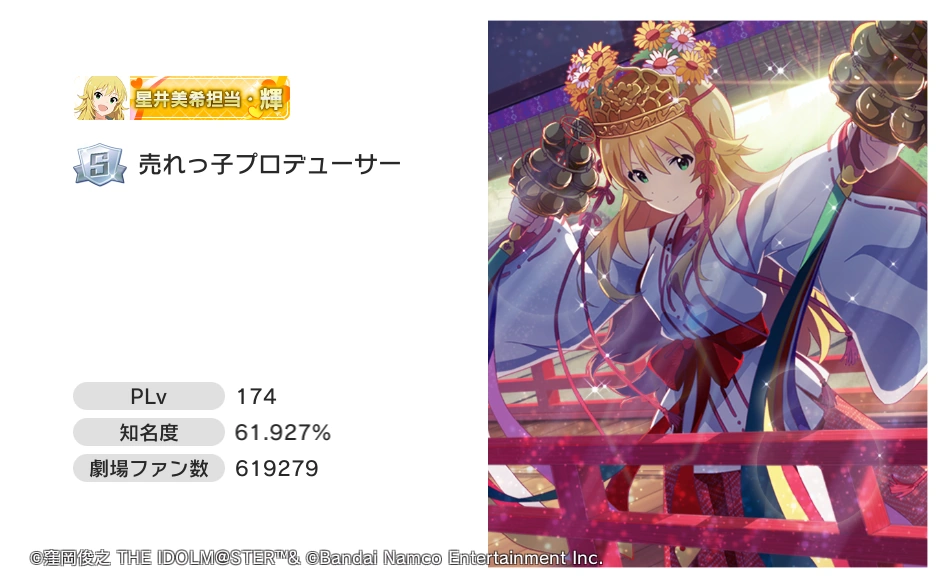 星井美希担当・輝
S 売れっ子プロデューサー
PLv 174
知名度 61.927%
劇場ファン数 619279
©窪岡俊之 THE IDOLM@STER™& ©Bandai Namco Entertainment Inc.